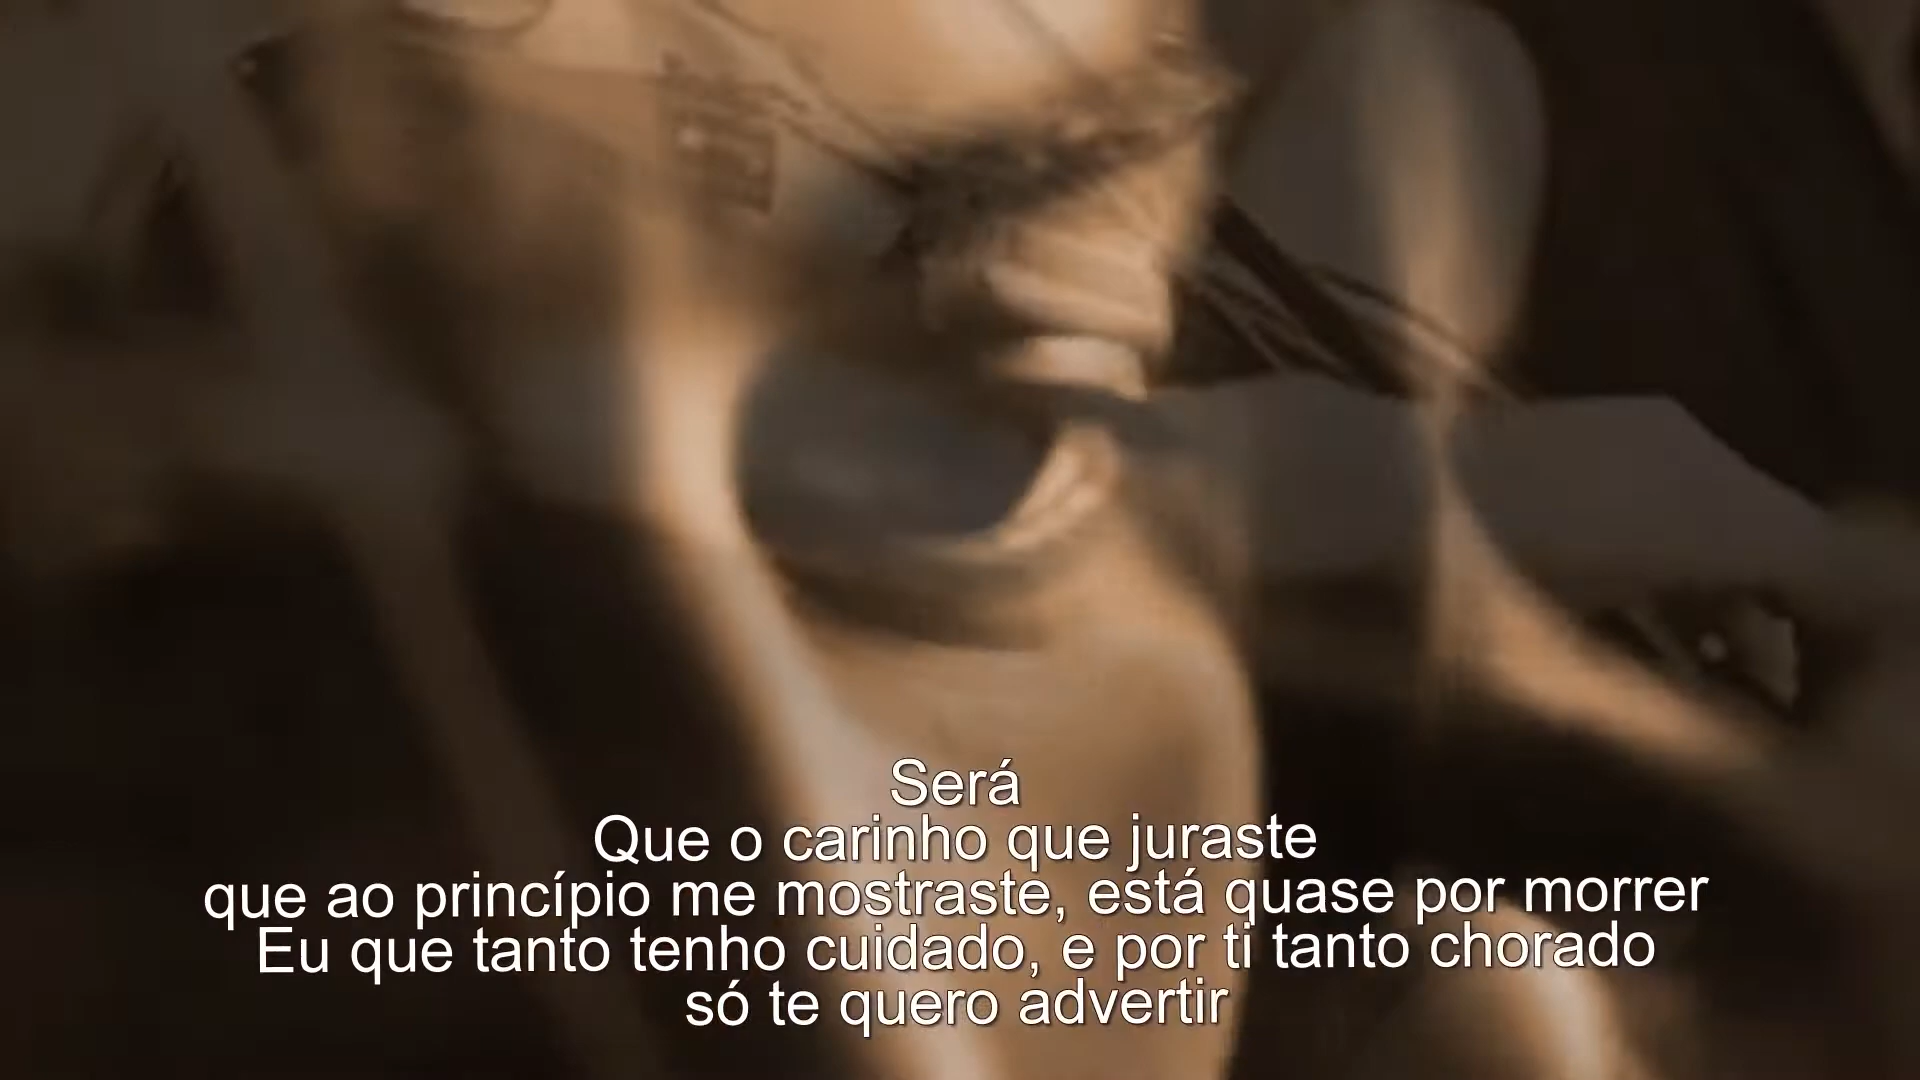 Será
Que o carinho que juraste
que ao princípio me mostraste, está quase por morrer
Eu que tanto tenho cuidado, e por ti tanto chorado
só te quero advertir